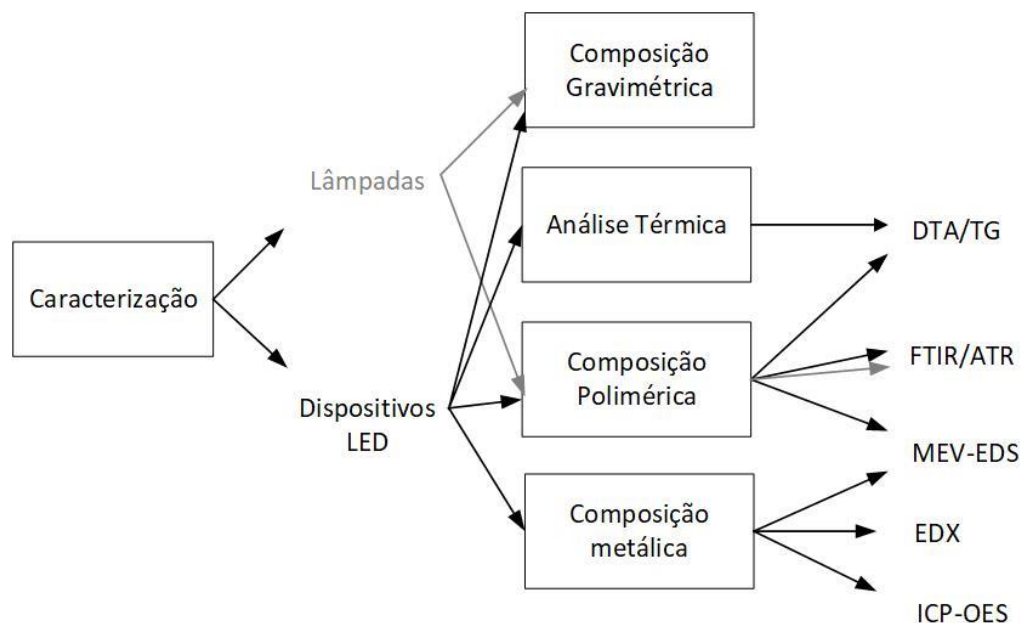 Caracterização
Lâmpadas
Dispositivos
LED
Composição
Gravimétrica
Análise Térmica
Composição
Polimérica
Composição
metálica
DTA/TG
FTIR/ATR
MEV-EDS
EDX
ICP-OES